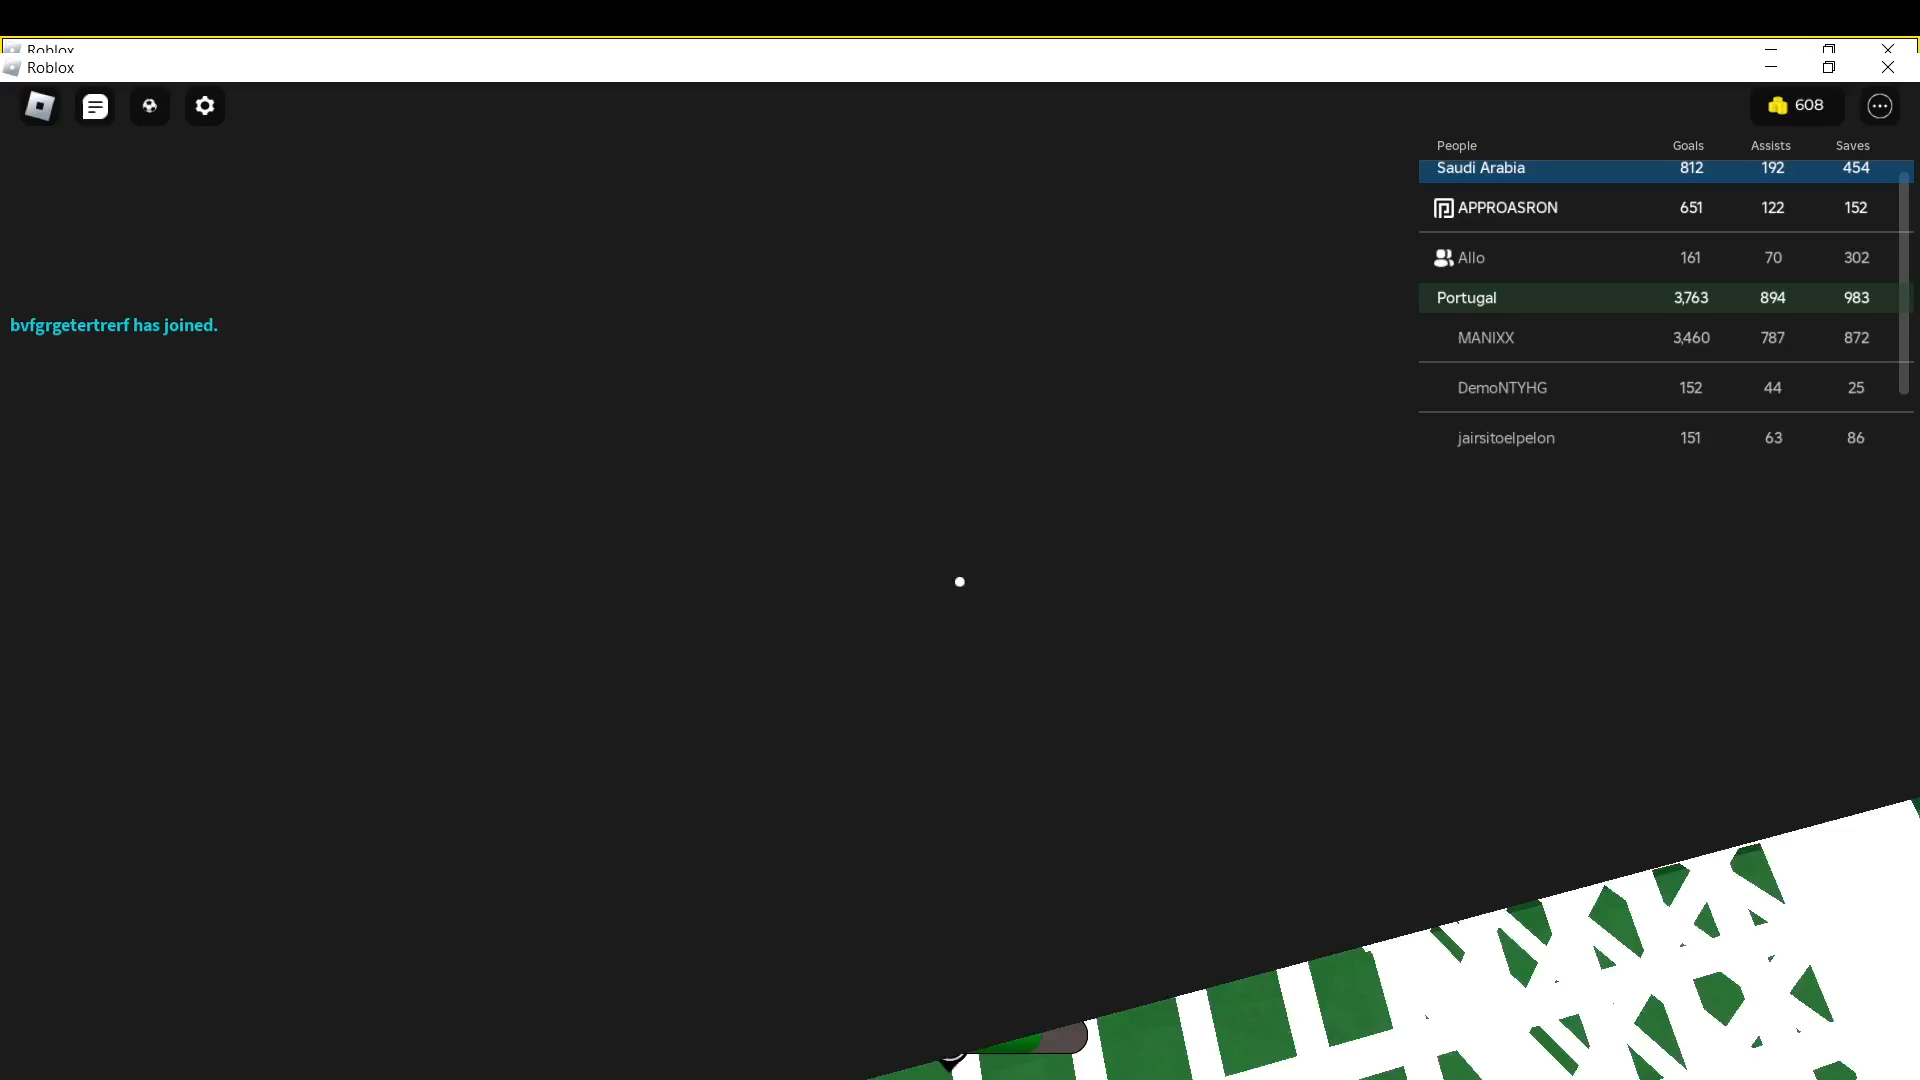 Roblox
Roblox
608
People Goals Assists Saves
Saudi Arabia 812 192 454
APPROASRON 651 122 152
Allo 161 70 302
Portugal 3,763 894 983
bvfgrgetertrerf has joined.
MANIXX 3,460 787 872
DemoNTYHG 152 44 25
jairsitoelpelon 151 63 86